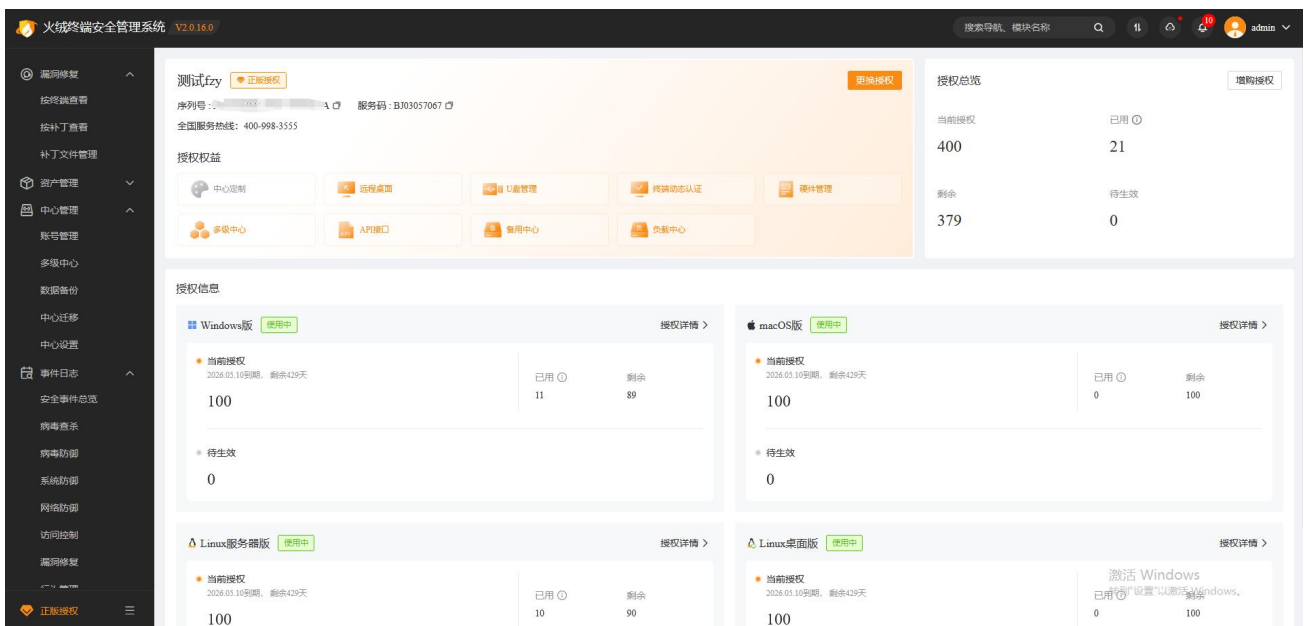 火绒终端安全管理系统 V2.0.16.0
搜索导航、模块名称
10
admin
漏洞修复
按终端查看
按补丁查看
补丁文件管理
资产管理
中心管理
账号管理
多级中心
数据备份
中心迁移
中心设置
事件日志
安全事件总览
病毒查杀
病毒防御
系统防御
网络防御
访问控制
漏洞修复
正版授权
测试fzy 正版授权
更换授权
序列号：
A
服务码 : BJ03057067
全国服务热线：400-998-3555
授权权益
中心定制
远程桌面
U盘管理
终端动态认证
硬件管理
多级中心
API接口
备用中心
负载中心
授权总览
增购授权
当前授权
已用
400
21
剩余
待生效
379
0
授权信息
Windows版 使用中
授权详情
当前授权
2026.05.10到期，剩余429天
100
已用
剩余
11
89
待生效
0
macOS版 使用中
授权详情
当前授权
2026.05.10到期，剩余429天
100
已用
剩余
0
100
待生效
0
Linux服务器版 使用中
授权详情
当前授权
2026.05.10到期，剩余429天
100
已用
剩余
10
90
Linux桌面版 使用中
授权详情
当前授权
2026.05.10到期，剩余429天
100
已用
剩余
0
100
激活 Windows
转到"设置"以激活 Windows。